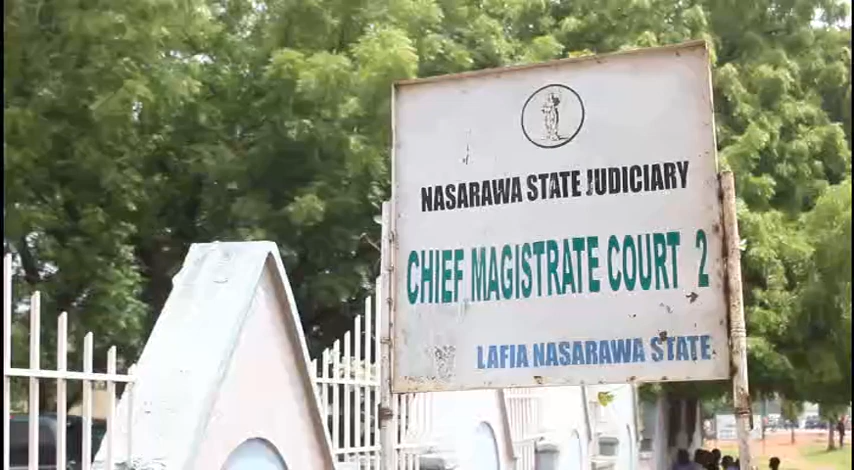 NASARAWA STATE JUDICIARY
CHIEF MAGISTRATE COURT 2
LAFIA NASARAWA STATE